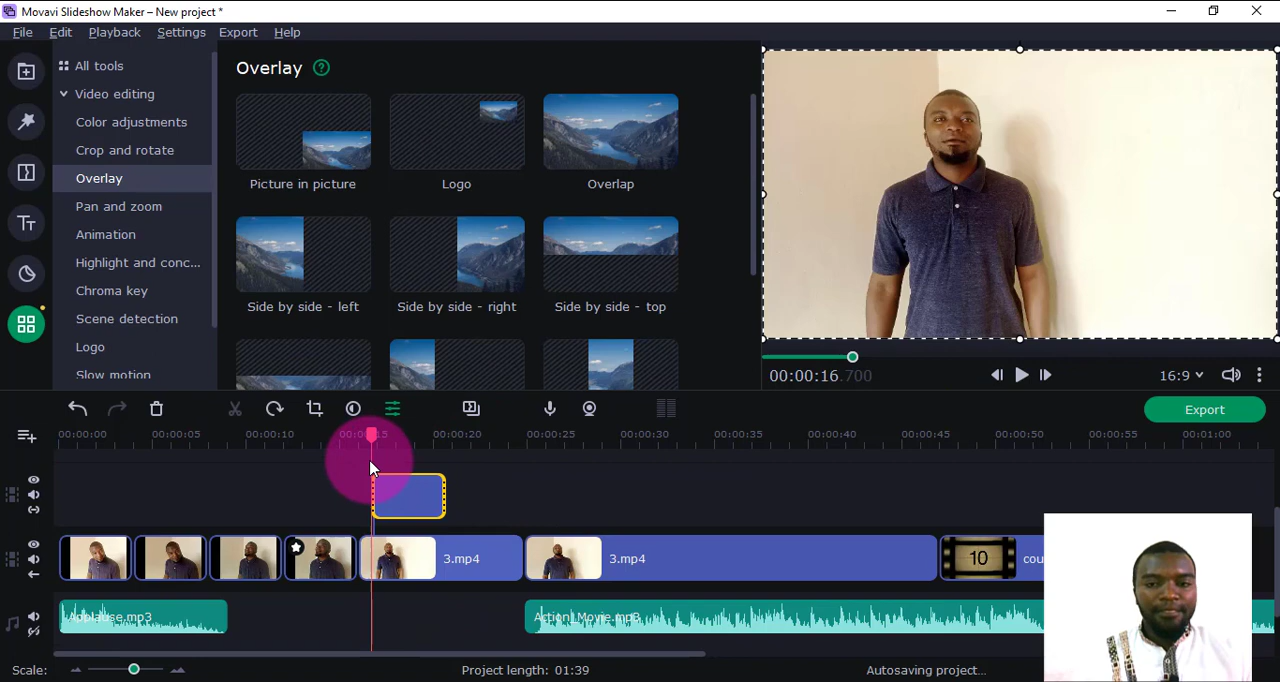 Movavi Slideshow Maker – New project *
File Edit Playback Settings Export Help
All tools
Video editing
Color adjustments
Crop and rotate
Overlay
Pan and zoom
Animation
Highlight and conc...
Chroma key
Scene detection
Logo
Slow motion
Overlay ?
Picture in picture Logo Overlap
Side by side - left Side by side - right Side by side - top
00:00:16.700
16:9
Export
00:00:00 00:00:05 00:00:10 00:00:20 00:00:25 00:00:30 00:00:35 00:00:40 00:00:45 00:00:50 00:00:55 00:01:00
3.mp4 3.mp4 10 cou
Applause.mp3 Action_Movie.mp3
Scale: Project length: 01:39 Autosaving project...